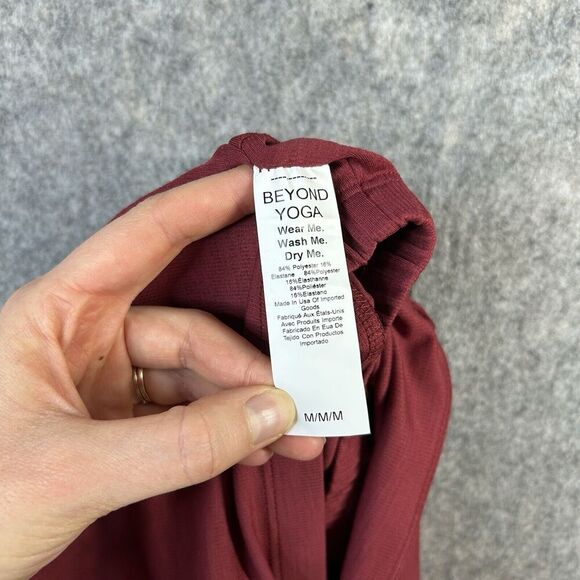 BEYOND
YOGA
Wear Me.
Wash Me.
Dry Me.
84% Polyester 16%
Elastane 84% Polyester
16%Élasthanne
84%Poliéster
16%Elastano
Made In Usa Of Imported
Goods
Fabriqué Aux États-Unis
Avec Produits Importe
Fabricado En Eua De
Tejido Con Productos
Importado
M/M/M